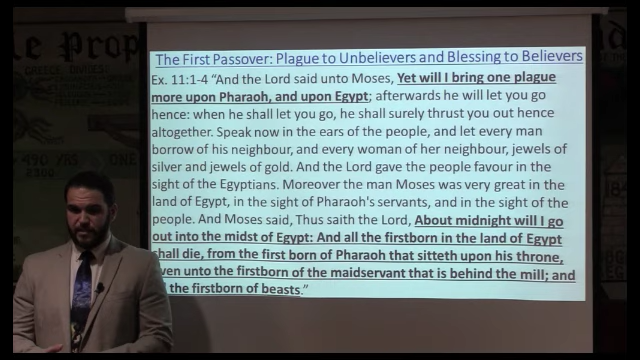 The First Passover: Plague to Unbelievers and Blessing to Believers
Ex. 11:1-4 “And the Lord said unto Moses, Yet will I bring one plague
more upon Pharaoh, and upon Egypt; afterwards he will let you go
hence: when he shall let you go, he shall surely thrust you out hence
altogether. Speak now in the ears of the people, and let every man
borrow of his neighbour, and every woman of her neighbour, jewels of
silver and jewels of gold. And the Lord gave the people favour in the
sight of the Egyptians. Moreover the man Moses was very great in the
land of Egypt, in the sight of Pharaoh's servants, and in the sight of the
people. And Moses said, Thus saith the Lord, About midnight will I go
out into the midst of Egypt: And all the firstborn in the land of Egypt
shall die, from the first born of Pharaoh that sitteth upon his throne,
even unto the firstborn of the maidservant that is behind the mill; and
the firstborn of beasts.”
le Prop
GREECE DIVIDES:
490 YRS
ONE
2300